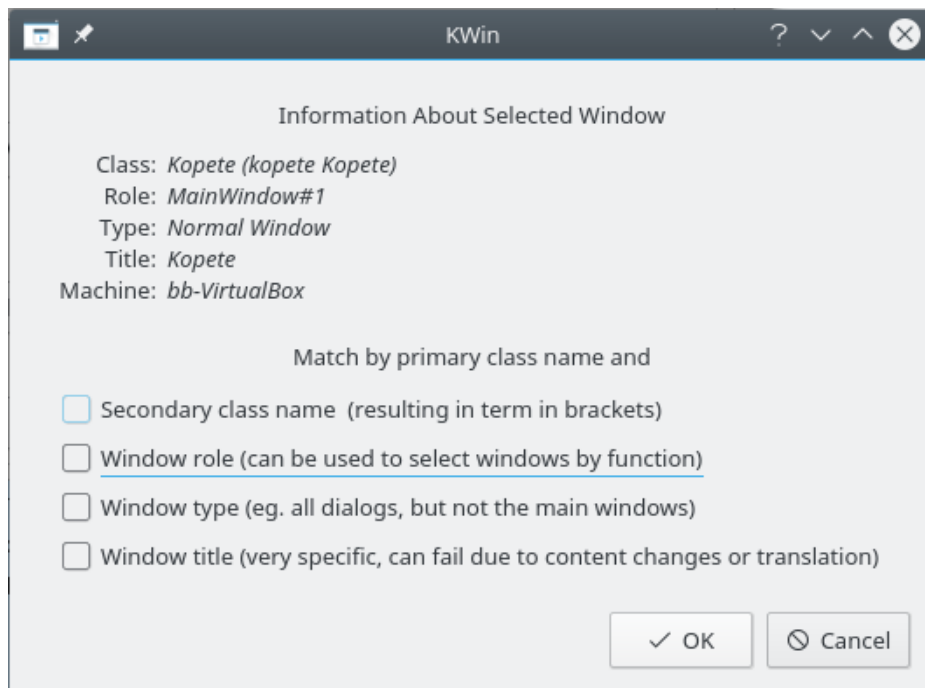 KWin
Information About Selected Window
Class: Kopete (kopete Kopete)
Role: MainWindow#1
Type: Normal Window
Title: Kopete
Machine: bb-VirtualBox
Match by primary class name and
Secondary class name  (resulting in term in brackets)
Window role (can be used to select windows by function)
Window type (eg. all dialogs, but not the main windows)
Window title (very specific, can fail due to content changes or translation)
OK Cancel